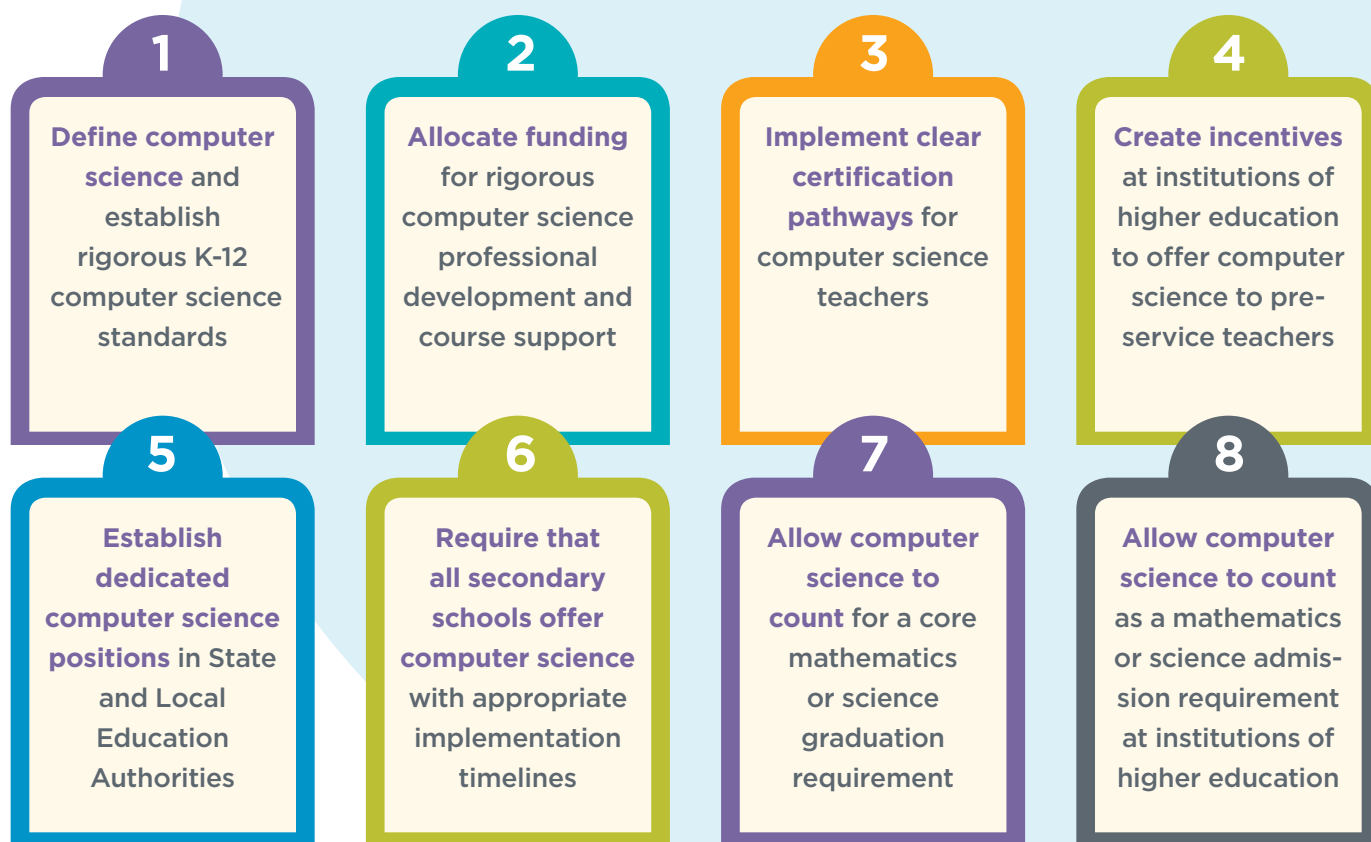 1
Define computer
science and
establish
rigorous K-12
computer science
standards
2
Allocate funding
for rigorous
computer science
professional
development and
course support
3
Implement clear
certification
pathways for
computer science
teachers
4
Create incentives
at institutions of
higher education
to offer computer
science to pre-
service teachers
5
Establish
dedicated
computer science
positions in State
and Local
Education
Authorities
6
Require that
all secondary
schools offer
computer science
with appropriate
implementation
timelines
7
Allow computer
science to
count for a core
mathematics
or science
graduation
requirement
8
Allow computer
science to count
as a mathematics
or science admis-
sion requirement
at institutions of
higher education